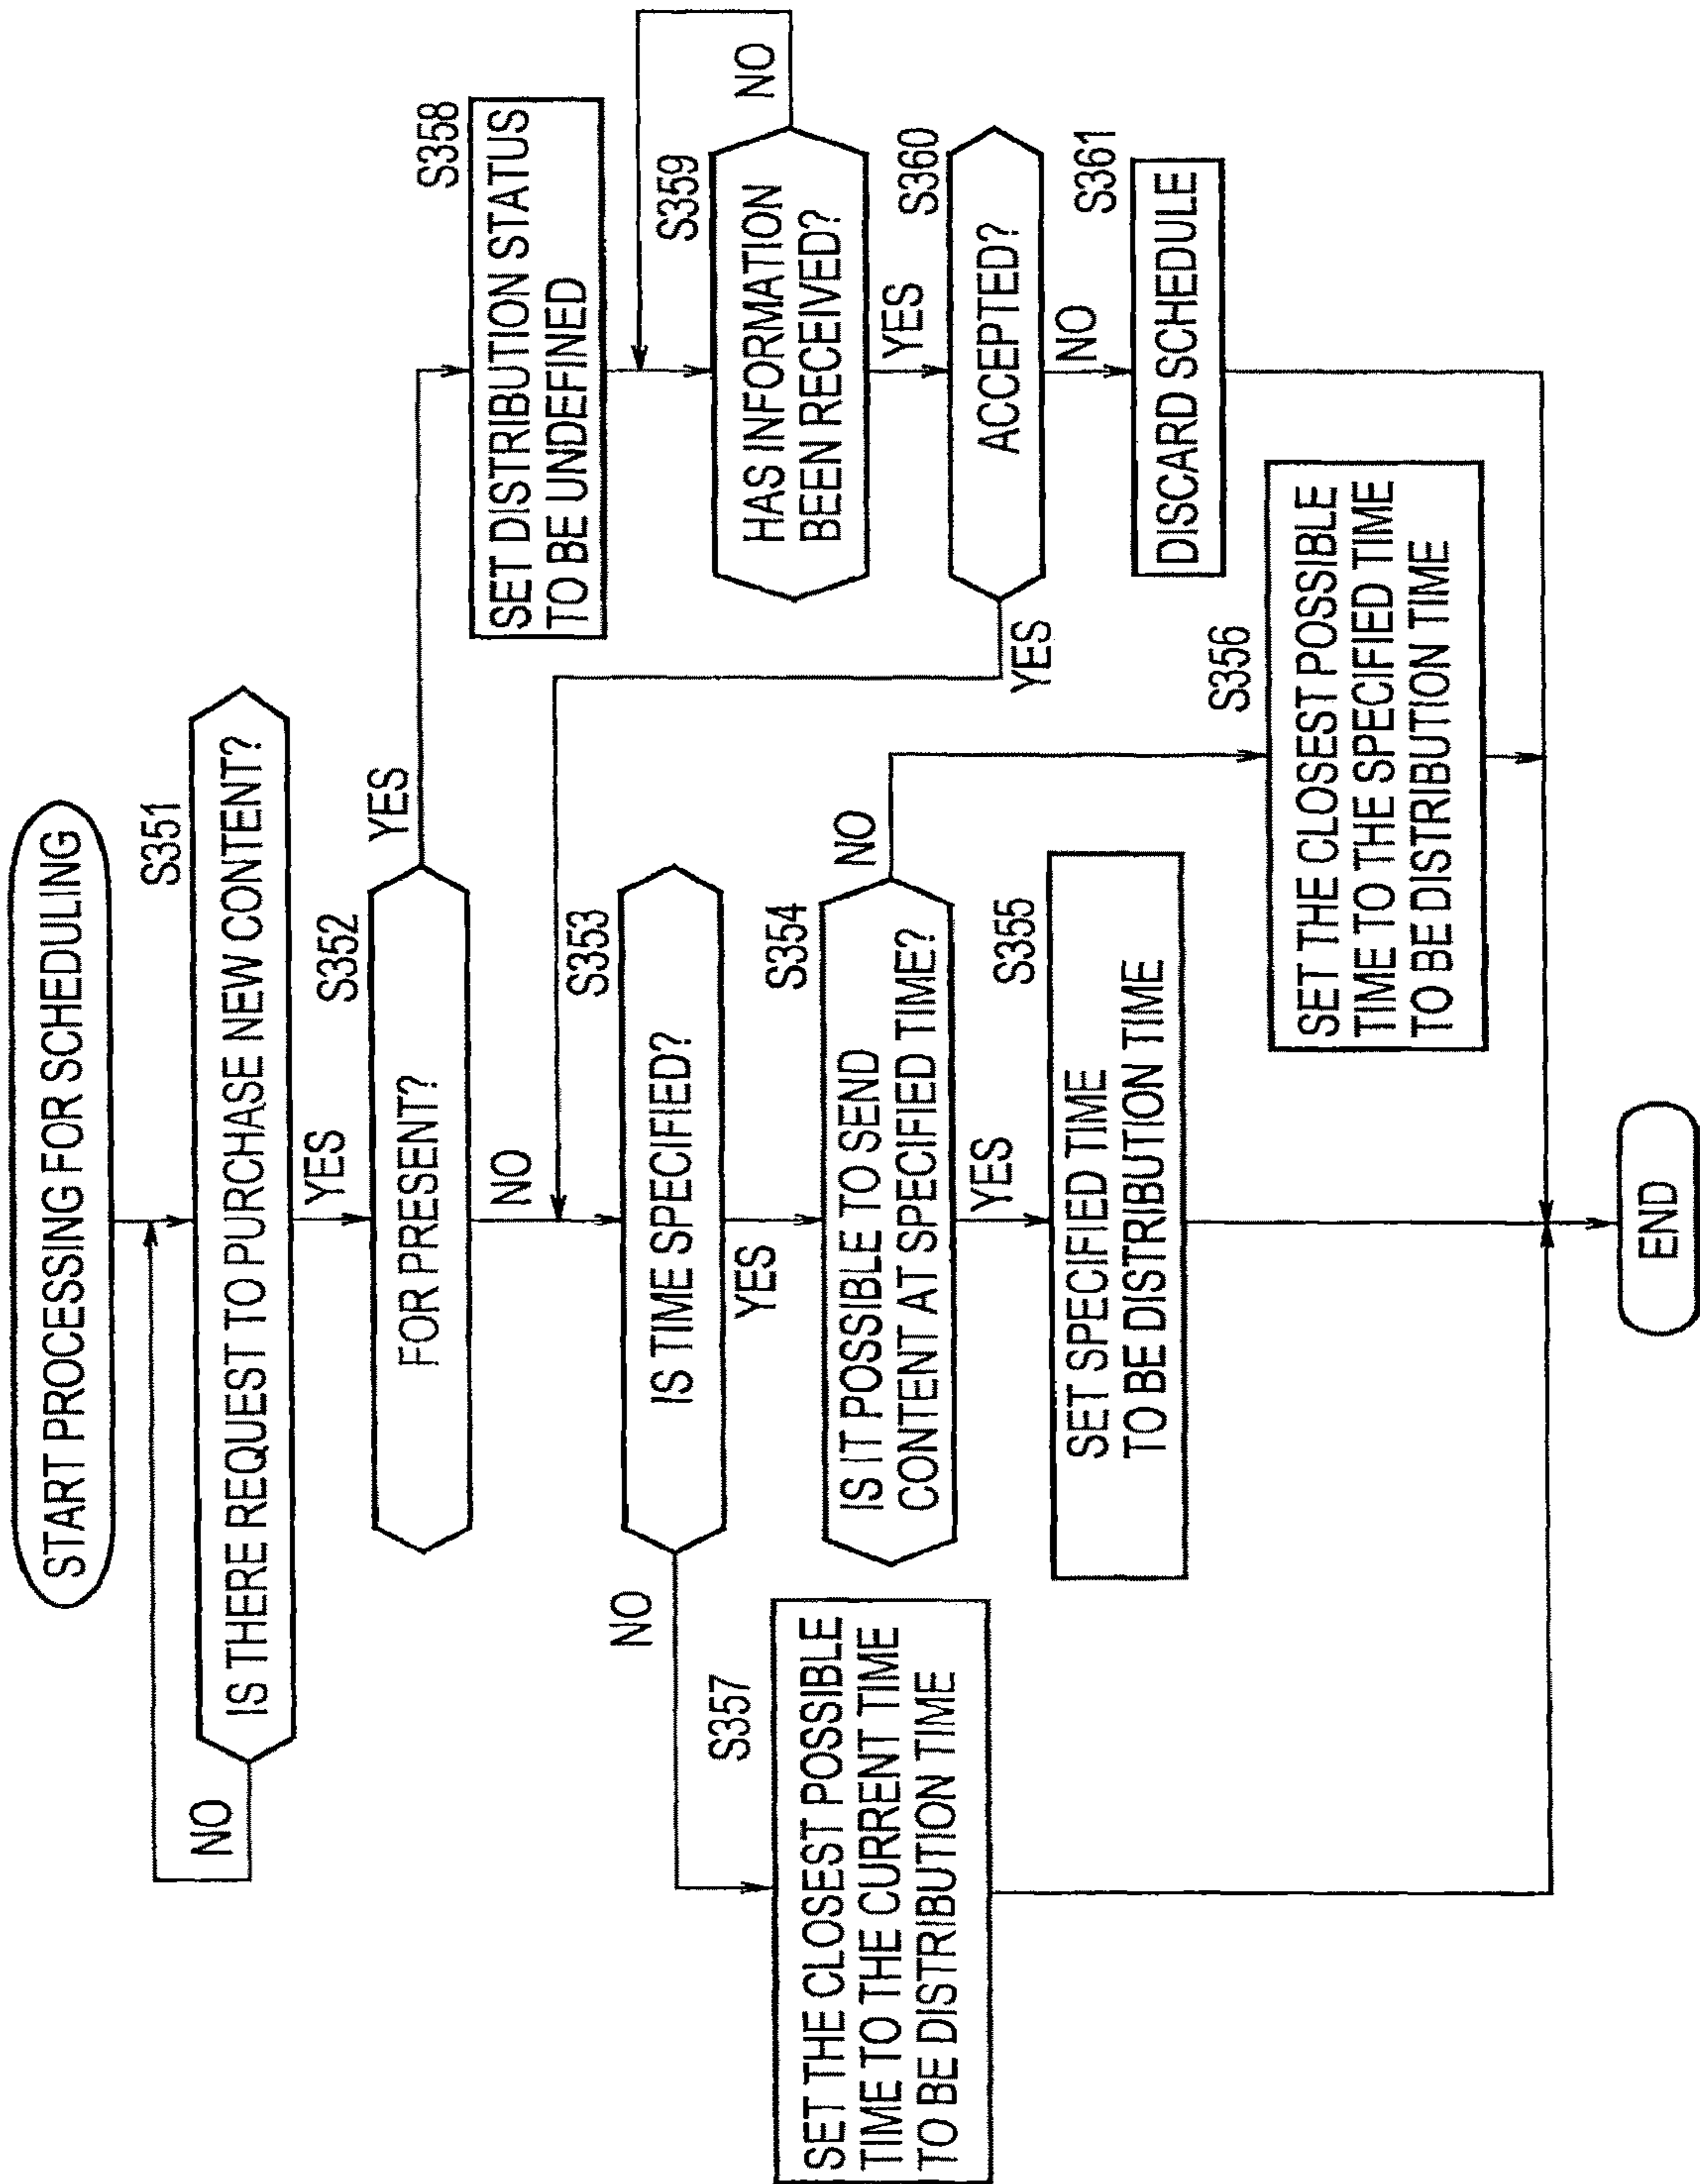 START PROCESSING FOR SCHEDULING
S351
IS THERE REQUEST TO PURCHASE NEW CONTENT?
NO
YES
S352
FOR PRESENT?
YES
NO
S353
IS TIME SPECIFIED?
NO
YES
S354
IS IT POSSIBLE TO SEND
CONTENT AT SPECIFIED TIME?
NO
YES
S355
SET SPECIFIED TIME
TO BE DISTRIBUTION TIME
S357
SET THE CLOSEST POSSIBLE
TIME TO THE CURRENT TIME
TO BE DISTRIBUTION TIME
S358
SET DISTRIBUTION STATUS
TO BE UNDEFINED
S359
HAS INFORMATION
BEEN RECEIVED?
NO
YES
S360
ACCEPTED?
YES
NO
S361
DISCARD SCHEDULE
S356
SET THE CLOSEST POSSIBLE
TIME TO THE SPECIFIED TIME
TO BE DISTRIBUTION TIME
END